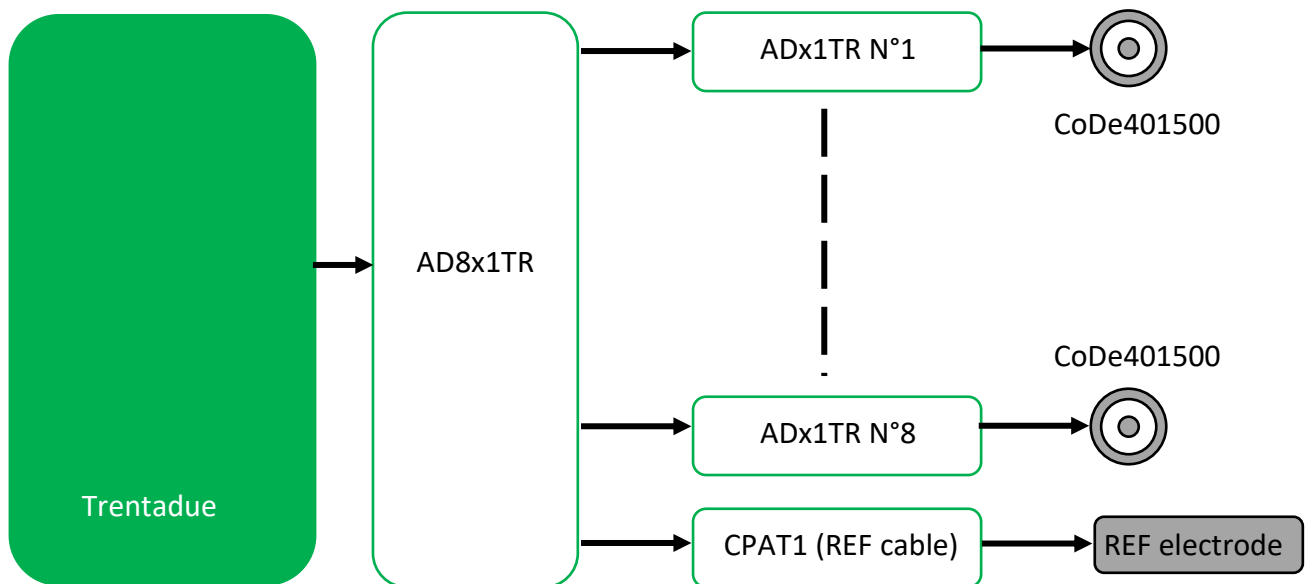 ADx1TR N°1
CoDe401500
AD8x1TR
CoDe401500
ADx1TR N°8
Trentadue
CPAT1 (REF cable)
REF electrode